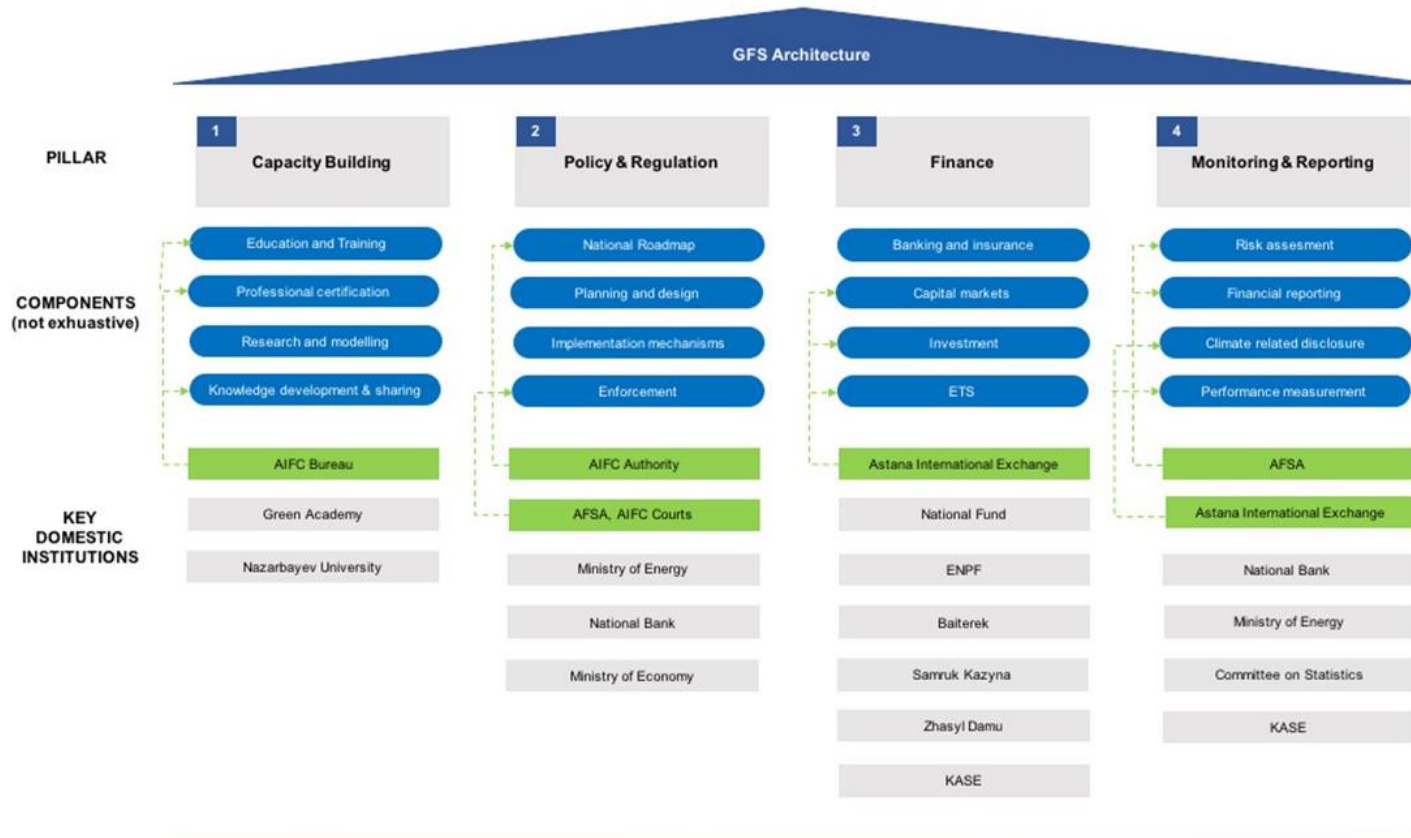 GFS Architecture
PILLAR
1
Capacity Building
2
Policy & Regulation
3
Finance
4
Monitoring & Reporting
COMPONENTS
(not exhuastive)
Education and Training
Professional certification
Research and modelling
Knowledge development & sharing
National Roadmap
Planning and design
Implementation mechanisms
Enforcement
Banking and insurance
Capital markets
Investment
ETS
Risk assesment
Financial reporting
Climate related disclosure
Performance measurement
KEY
DOMESTIC
INSTITUTIONS
AIFC Bureau
Green Academy
Nazarbayev University
AIFC Authority
AFSA, AIFC Courts
Ministry of Energy
National Bank
Ministry of Economy
Astana International Exchange
National Fund
ENPF
Baiterek
Samruk Kazyna
Zhasyl Damu
KASE
AFSA
Astana International Exchange
National Bank
Ministry of Energy
Committee on Statistics
KASE